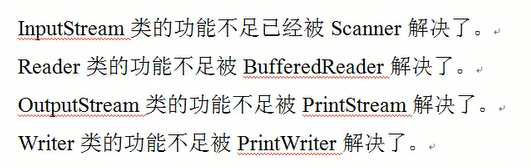 InputStream 类的功能不足已经被 Scanner 解决了。
Reader 类的功能不足被 BufferedReader 解决了。
OutputStream 类的功能不足被 PrintStream 解决了。
Writer 类的功能不足被 PrintWriter 解决了。